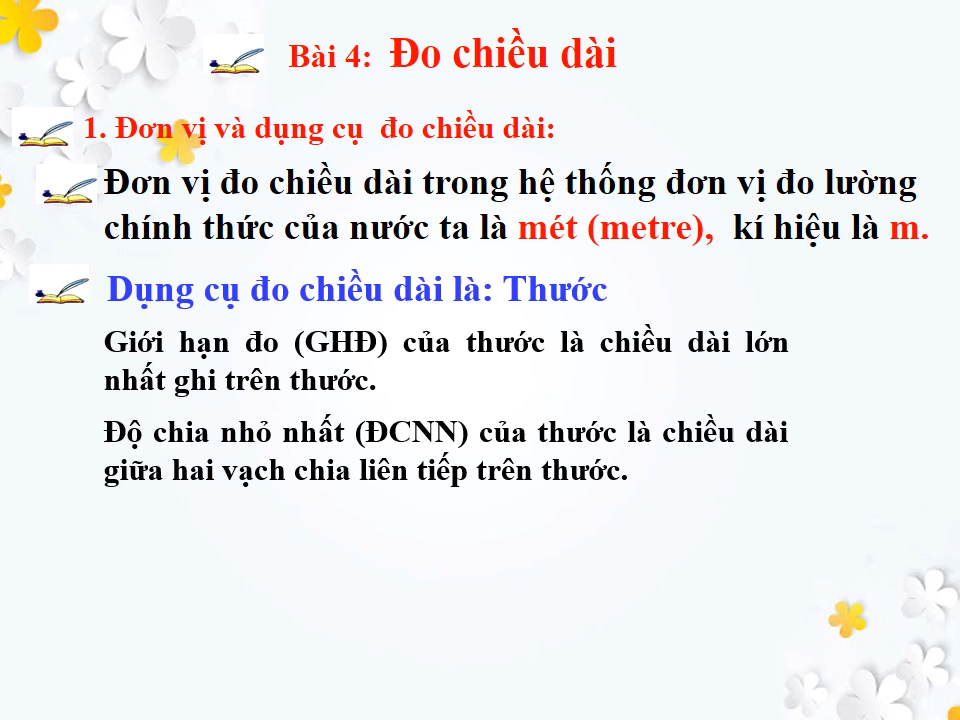 Bài 4: Đo chiều dài
1. Đơn vị và dụng cụ đo chiều dài:
Đơn vị đo chiều dài trong hệ thống đơn vị đo lường
chính thức của nước ta là mét (metre), kí hiệu là m.
Dụng cụ đo chiều dài là: Thước
Giới hạn đo (GHĐ) của thước là chiều dài lớn
nhất ghi trên thước.
Độ chia nhỏ nhất (ĐCNN) của thước là chiều dài
giữa hai vạch chia liên tiếp trên thước.